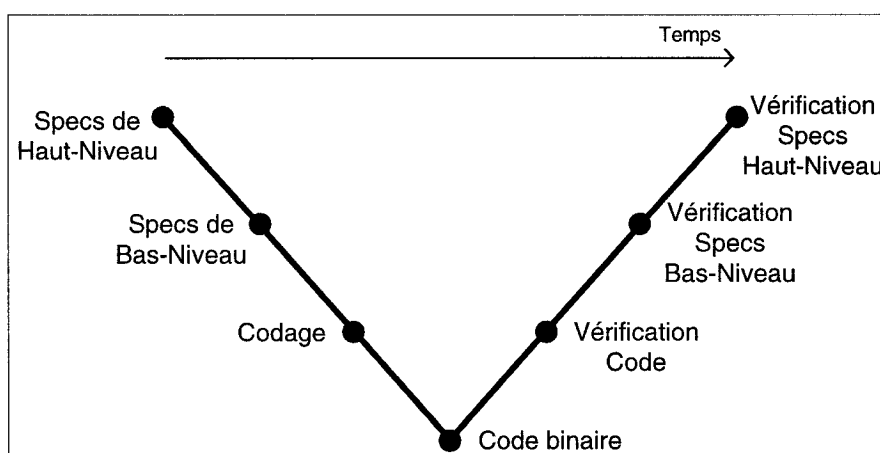 Temps
Specs de
Haut-Niveau
Vérification
Specs
Haut-Niveau
Specs de
Bas-Niveau
Vérification
Specs
Bas-Niveau
Codage
Vérification
Code
Code binaire